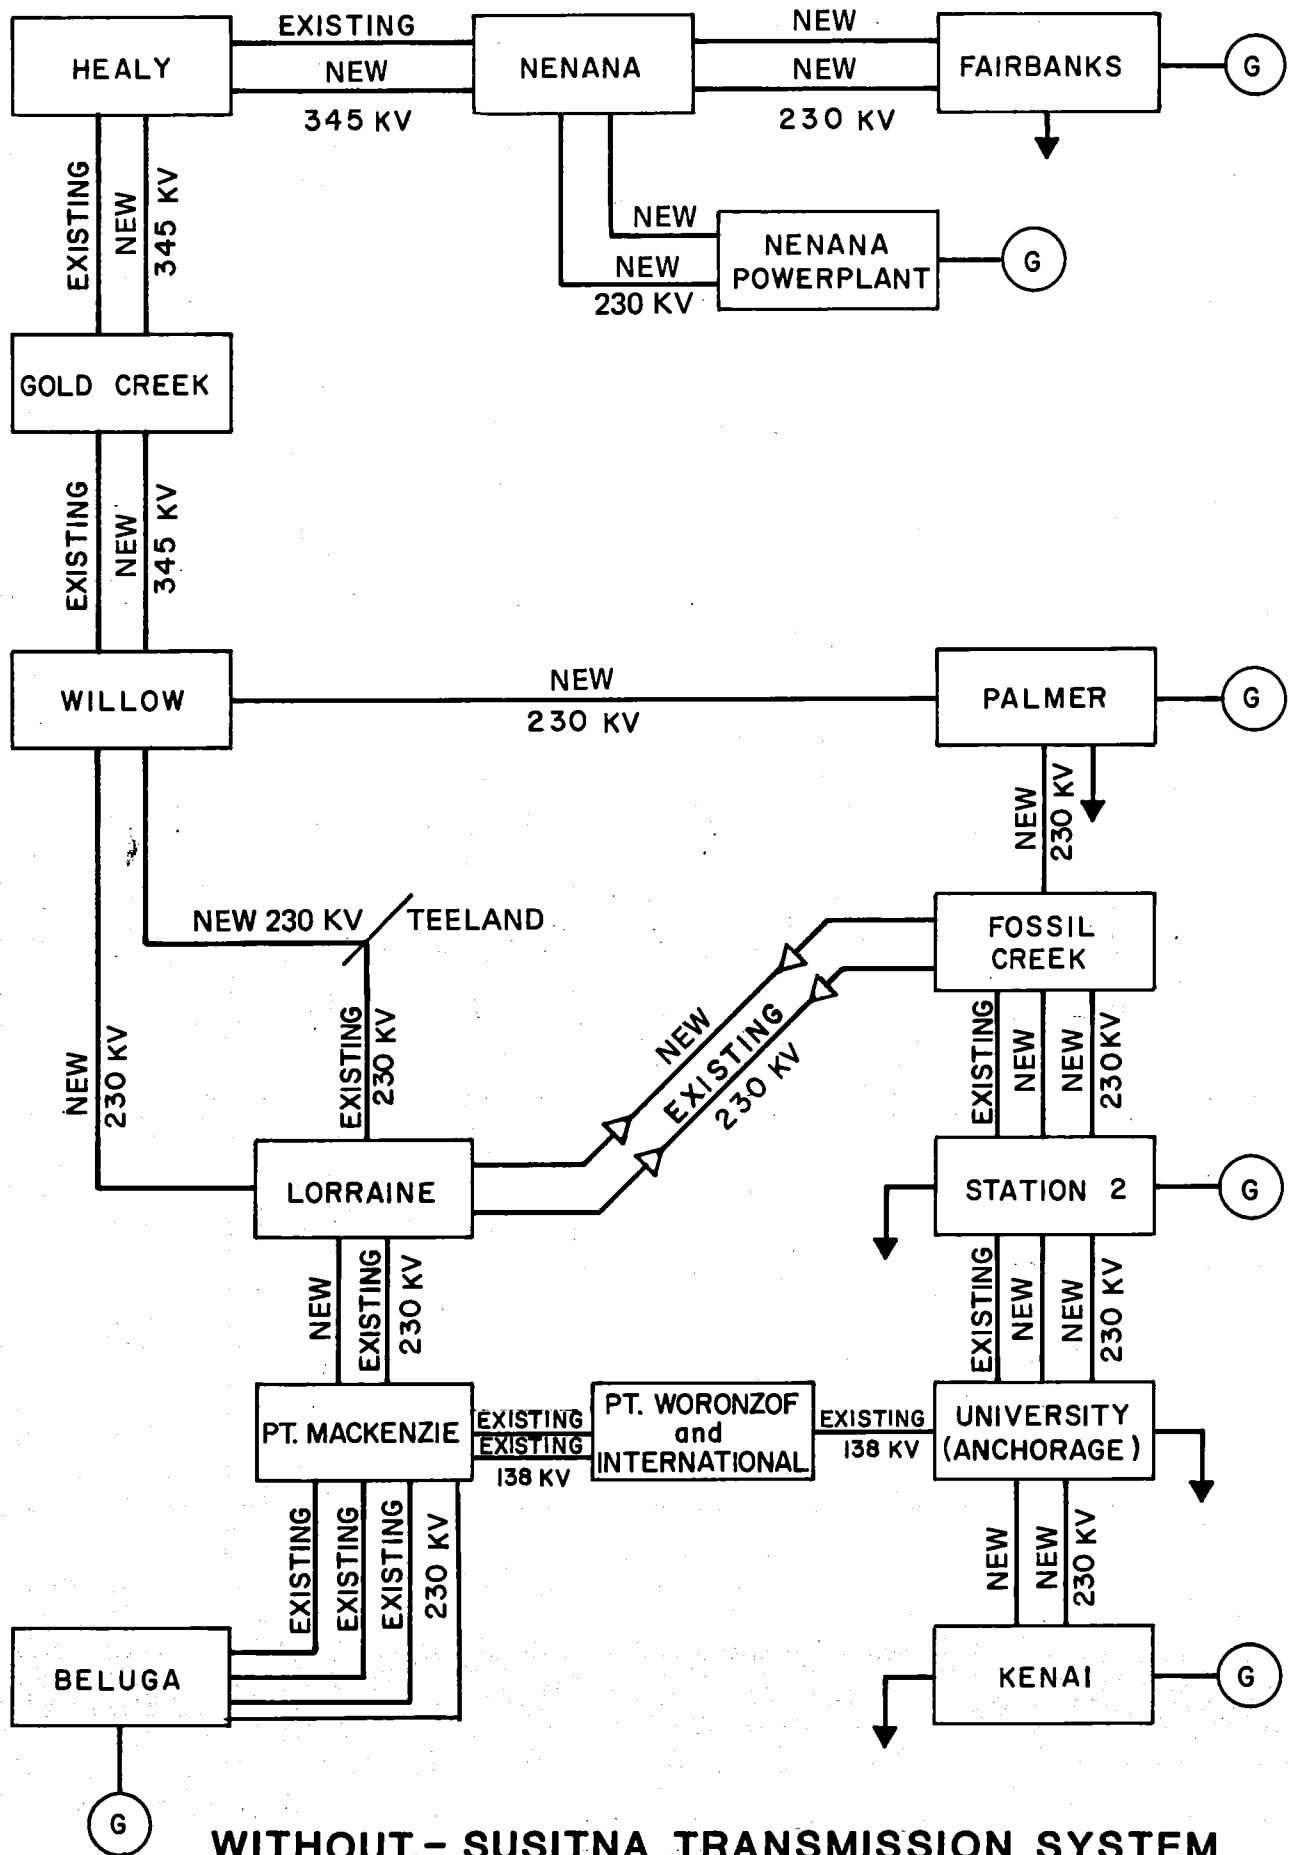 EXISTING
NEW
345 KV
HEALY
NENANA
NEW
NEW
230 KV
FAIRBANKS
G
EXISTING
NEW
345 KV
NEW
NEW
230 KV
NENANA
POWERPLANT
G
GOLD CREEK
EXISTING
NEW
345 KV
WILLOW
NEW
230 KV
PALMER
G
NEW
230 KV
NEW 230 KV
TEELAND
FOSSIL
CREEK
NEW
230 KV
EXISTING
230 KV
NEW
EXISTING
230 KV
EXISTING
NEW
NEW
230 KV
LORRAINE
STATION 2
G
NEW
EXISTING
230 KV
EXISTING
NEW
NEW
230 KV
PT. MACKENZIE
EXISTING
EXISTING
138 KV
PT. WORONZOF
and
INTERNATIONAL
EXISTING
138 KV
UNIVERSITY
(ANCHORAGE)
EXISTING
EXISTING
EXISTING
230 KV
NEW
NEW
230 KV
BELUGA
KENAI
G
G
WITHOUT - SUSITNA TRANSMISSION SYSTEM